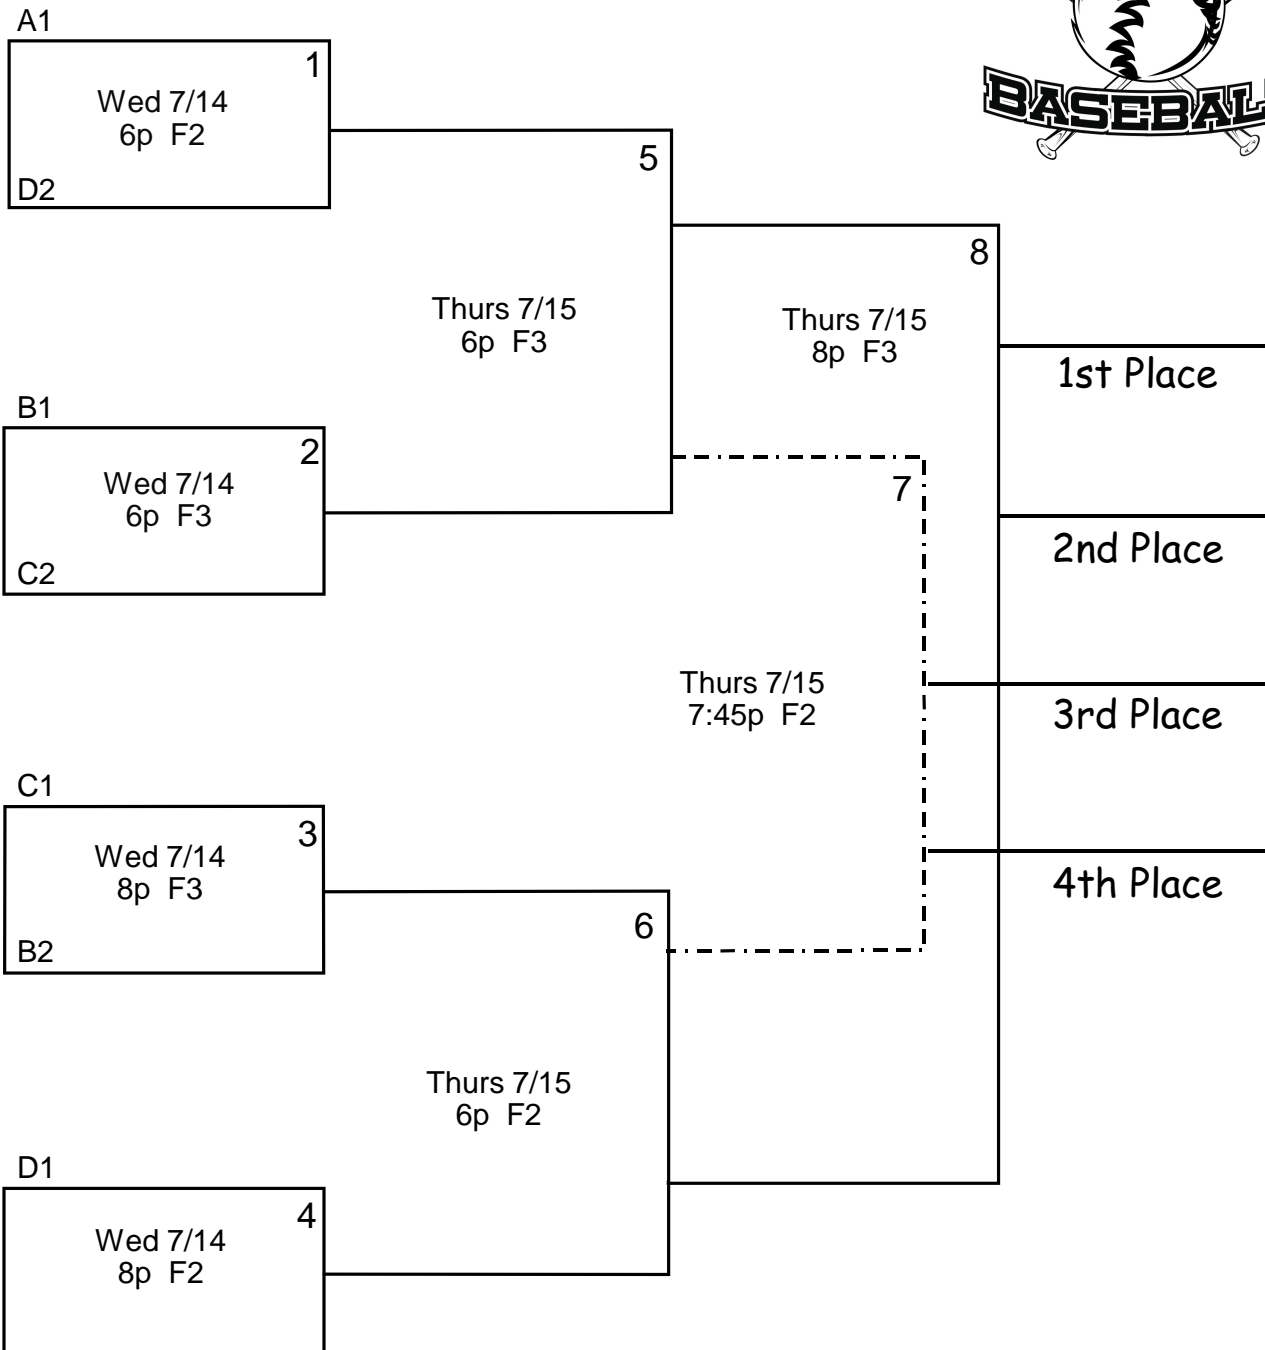 A1
1
Wed 7/14
6p F2
D2
5
Thurs 7/15
6p F3
8
Thurs 7/15
8p F3
1st Place
B1
2
Wed 7/14
6p F3
C2
7
2nd Place
Thurs 7/15
7:45p F2
3rd Place
C1
3
Wed 7/14
8p F3
B2
4th Place
6
Thurs 7/15
6p F2
D1
4
Wed 7/14
8p F2
BASEBAL